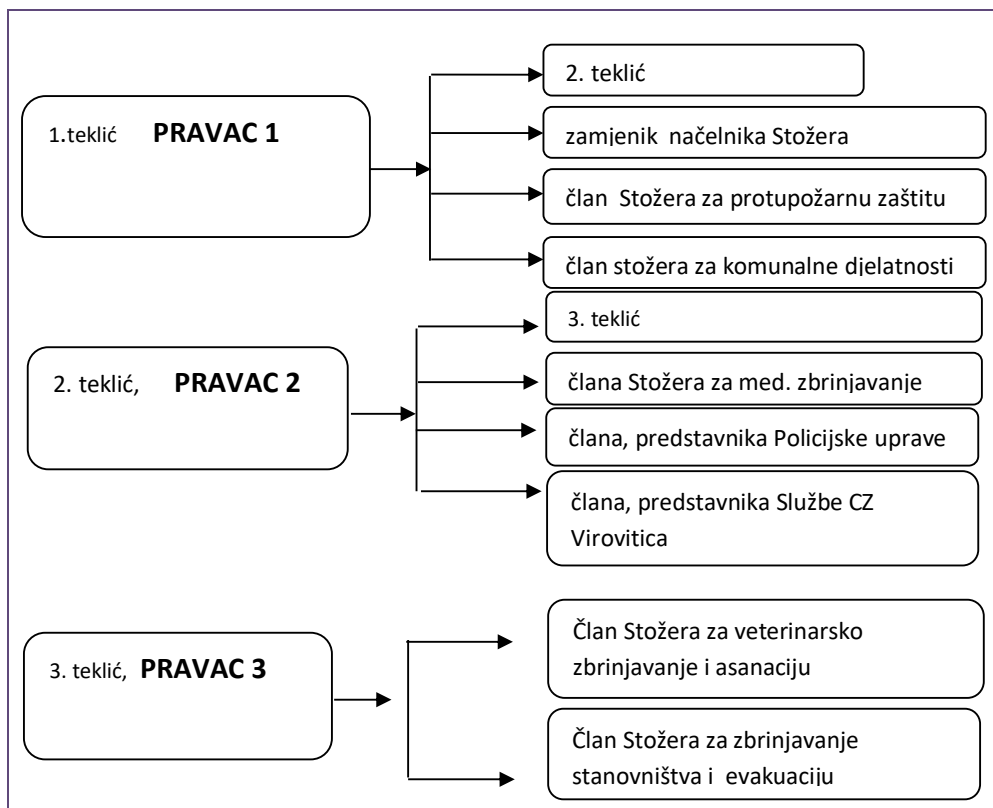 1.teklić PRAVAC 1
2. teklić
zamjenik načelnika Stožera
član Stožera za protupožarnu zaštitu
član stožera za komunalne djelatnosti
2. teklić, PRAVAC 2
3. teklić
člana Stožera za med. zbrinjavanje
člana, predstavnika Policijske uprave
člana, predstavnika Službe CZ
Virovitica
3. teklić, PRAVAC 3
Član Stožera za veterinarsko
zbrinjavanje i asanaciju
Član Stožera za zbrinjavanje
stanovništva i evakuaciju